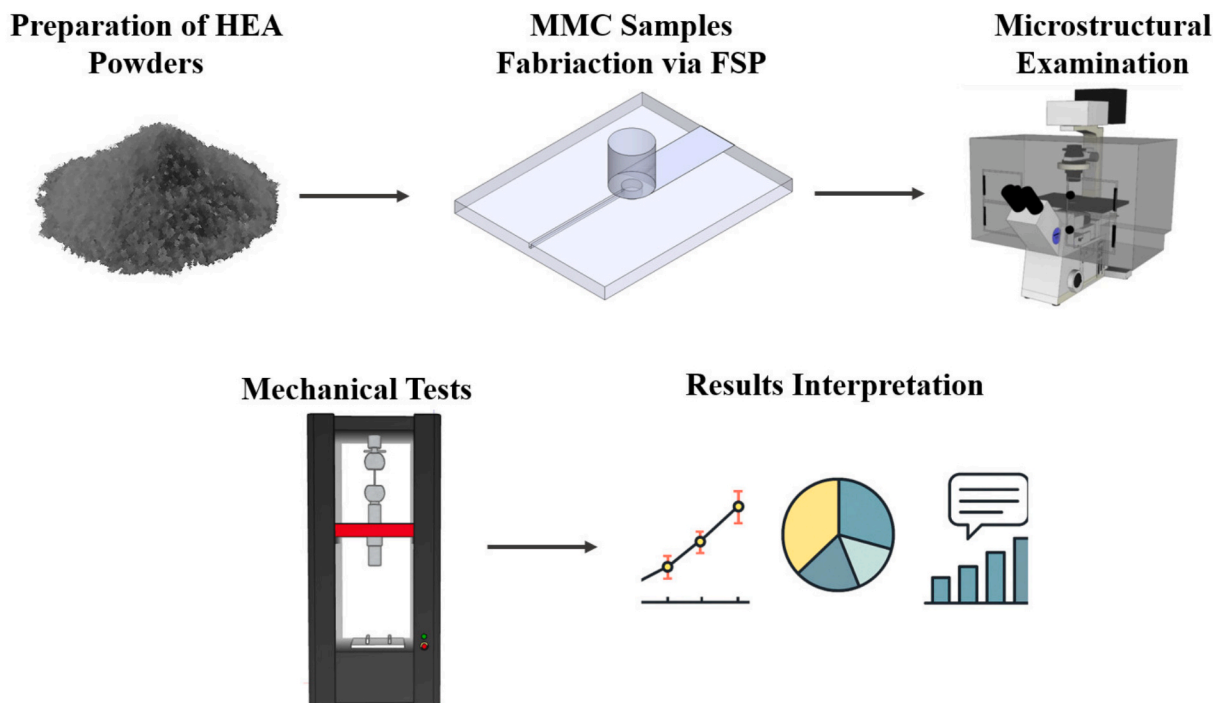 Preparation of HEA
Powders
MMC Samples
Fabriaction via FSP
Microstructural
Examination
Mechanical Tests
Results Interpretation